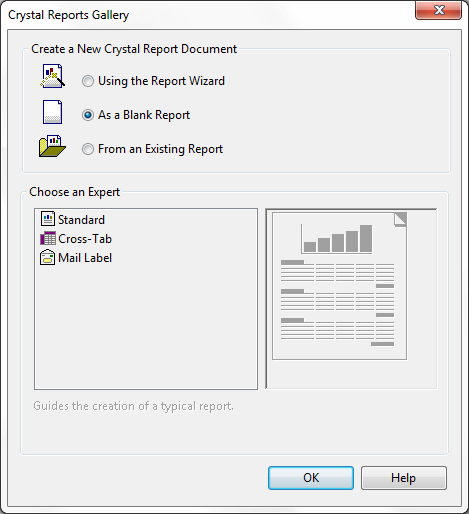 Crystal Reports Gallery
Create a New Crystal Report Document
Using the Report Wizard
As a Blank Report
From an Existing Report
Choose an Expert
Standard
Cross-Tab
Mail Label
Guides the creation of a typical report.
OK
Help